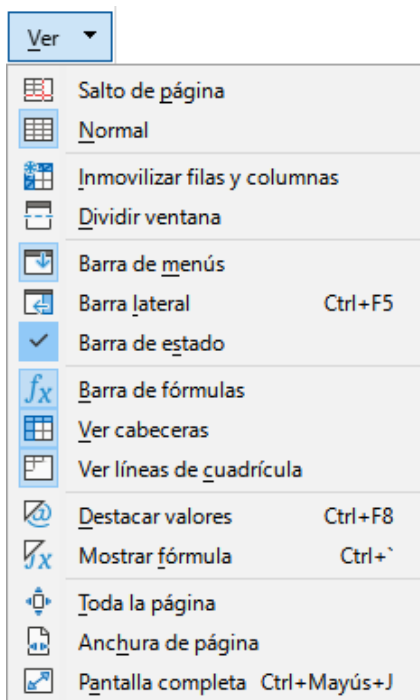 Ver
Salto de página
Normal
Inmovilizar filas y columnas
Dividir ventana
Barra de menús
Barra lateral Ctrl+F5
Barra de estado
Barra de fórmulas
Ver cabeceras
Ver líneas de cuadrícula
Destacar valores Ctrl+F8
Mostrar fórmula Ctrl+`
Toda la página
Anchura de página
Pantalla completa Ctrl+Mayús+J